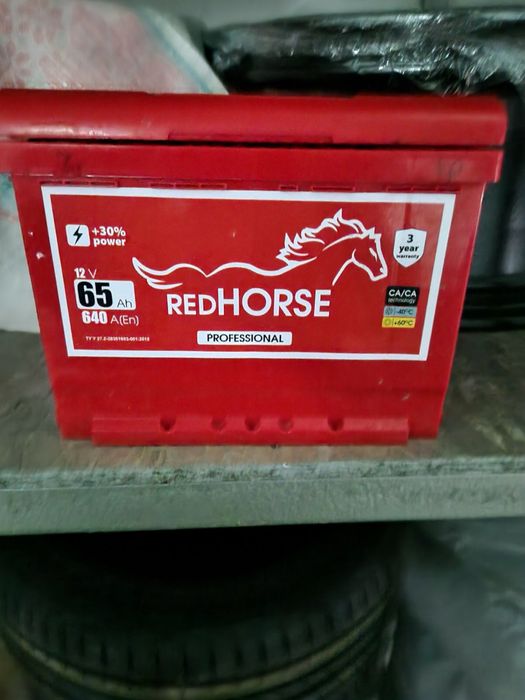 +30%
power
12 V
65 Ah
640 A(En)
REDHORSE
PROFESSIONAL
3
year
warranty
CA/CA
technology
-40°C
+60°C